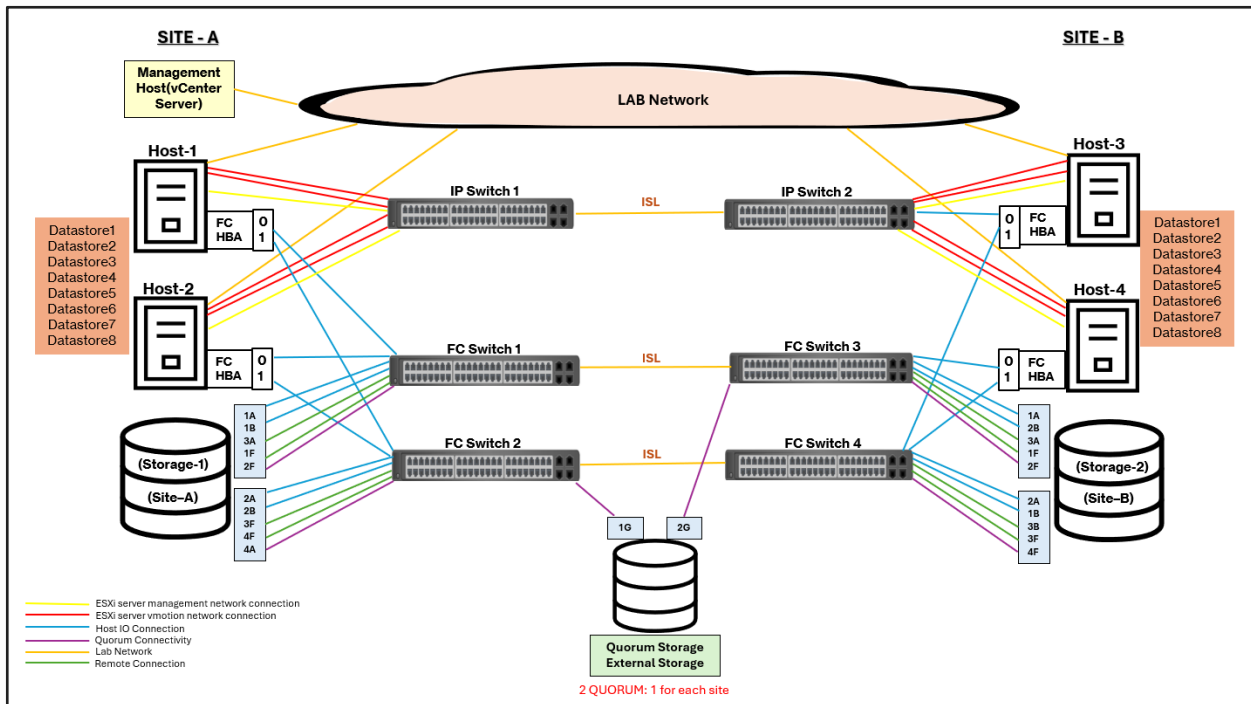 SITE - A
SITE - B
Management
Host(vCenter
Server)
LAB Network
Host-1
Host-3
IP Switch 1
IP Switch 2
ISL
FC
HBA
0
1
0
1
FC
HBA
Datastore1
Datastore2
Datastore3
Datastore4
Datastore5
Datastore6
Datastore7
Datastore8
Datastore1
Datastore2
Datastore3
Datastore4
Datastore5
Datastore6
Datastore7
Datastore8
Host-2
Host-4
FC Switch 1
FC Switch 3
ISL
FC
HBA
0
1
0
1
FC
HBA
1A
1B
3A
1F
2F
1A
2B
3A
1F
2F
FC Switch 2
FC Switch 4
ISL
(Storage-1)
(Site–A)
(Storage-2)
(Site–B)
2A
2B
3F
4F
4A
2A
1B
3B
3F
4F
1G
2G
Quorum Storage
External Storage
2 QUORUM: 1 for each site
ESXi server management network connection
ESXi server vmotion network connection
Host IO Connection
Quorum Connectivity
Lab Network
Remote Connection